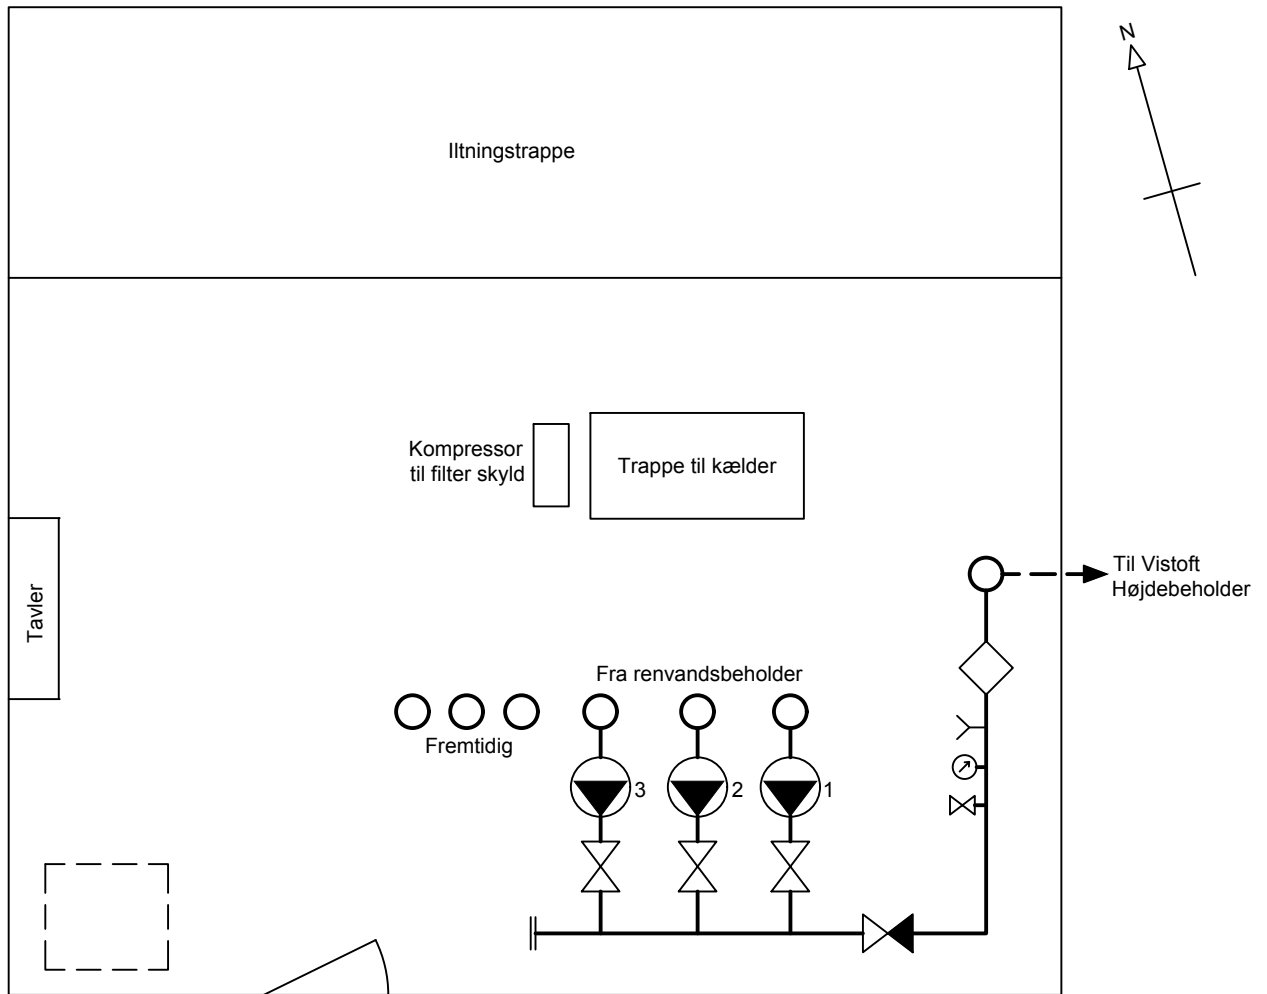 N
Iltningstrappe
Kompressor
til filter skyld
Trappe til kælder
Til Vistoft
Højdebeholder
Tavler
Fra renvandsbeholder
Fremtidig
3
2
1